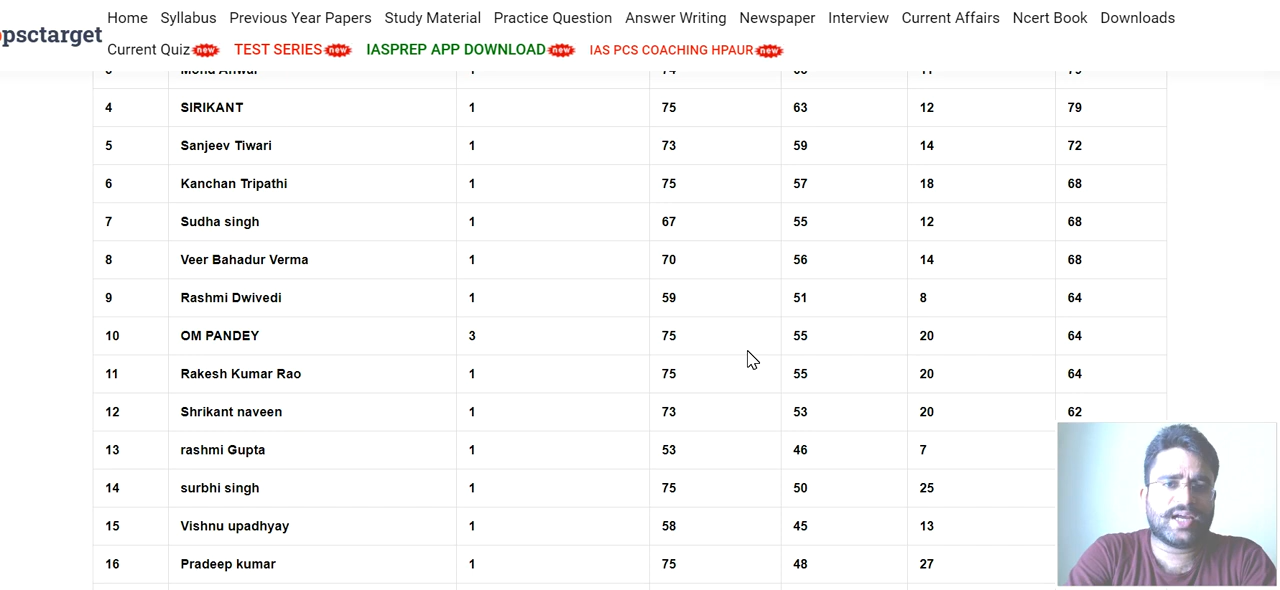 Home Syllabus Previous Year Papers Study Material Practice Question Answer Writing Newspaper Interview Current Affairs Ncert Book Downloads
psctarget
Current Quiz new TEST SERIES new IASPREP APP DOWNLOAD new IAS PCS COACHING HPAUR new
4 SIRIKANT 1 75 63 12 79
5 Sanjeev Tiwari 1 73 59 14 72
6 Kanchan Tripathi 1 75 57 18 68
7 Sudha singh 1 67 55 12 68
8 Veer Bahadur Verma 1 70 56 14 68
9 Rashmi Dwivedi 1 59 51 8 64
10 OM PANDEY 3 75 55 20 64
11 Rakesh Kumar Rao 1 75 55 20 64
12 Shrikant naveen 1 73 53 20 62
13 rashmi Gupta 1 53 46 7
14 surbhi singh 1 75 50 25
15 Vishnu upadhyay 1 58 45 13
16 Pradeep kumar 1 75 48 27